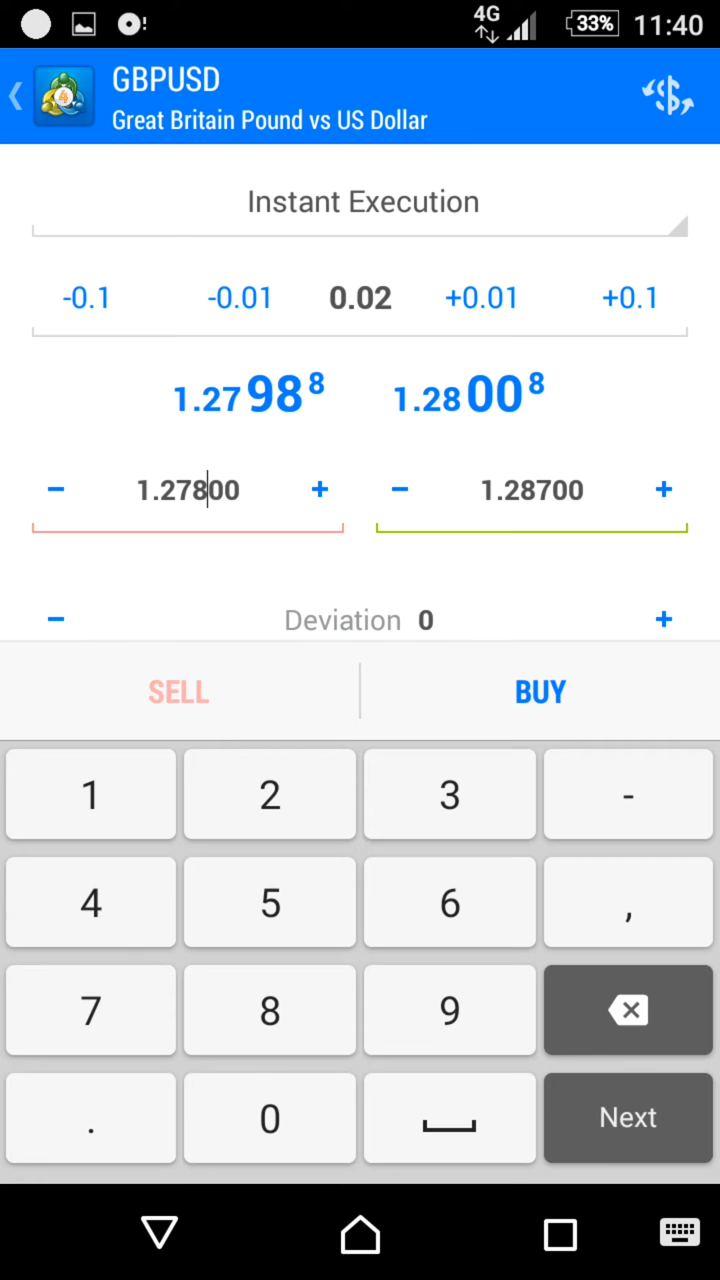 4G 33% 11:40
GBPUSD
Great Britain Pound vs US Dollar
Instant Execution
-0.1 -0.01 0.02 +0.01 +0.1
1.27988 1.28008
- 1.27800 + - 1.28700 +
- Deviation 0 +
SELL BUY
1 2 3 -
4 5 6 ,
7 8 9
. 0 Next